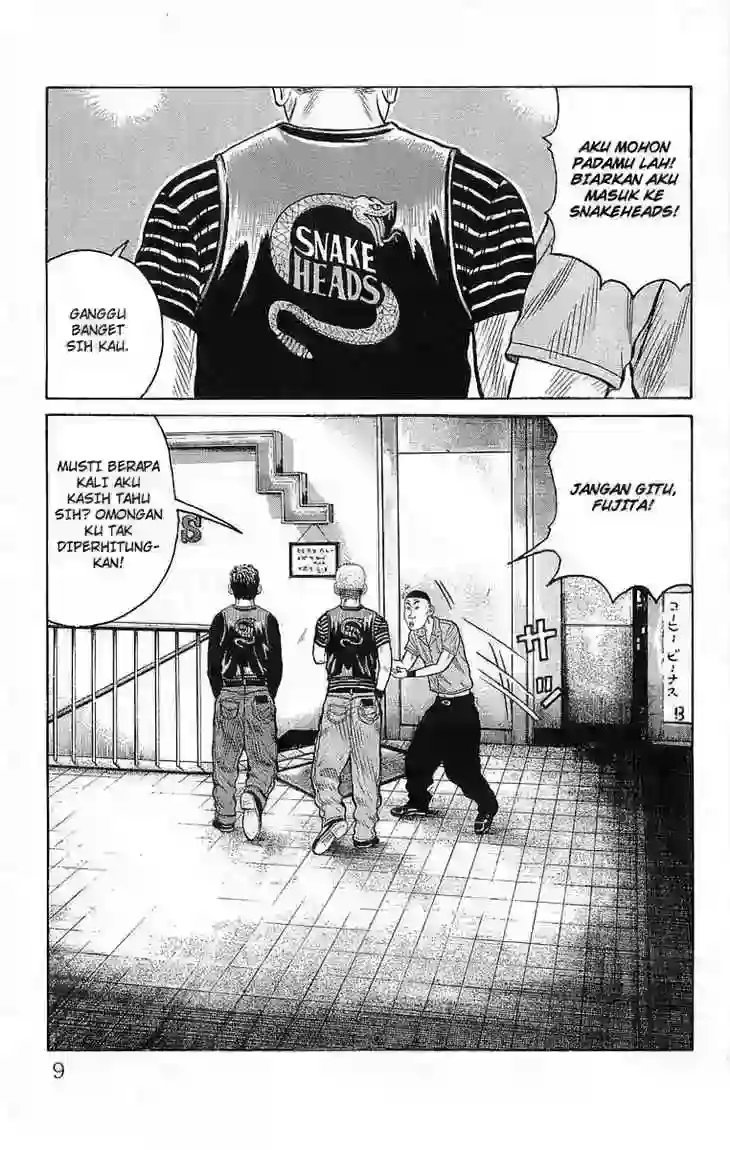 AKU MOHON
PADAMU LAH!
BIARKAN AKU
MASUK KE
SNAKEHEADS!
SNAKE
HEADS
GANGGU
BANGET
SIH KAU.
JANGAN GITU,
FUJITA!
MUSTI BERAPA
KALI AKU
KASIH TAHU
SIH? OMONGAN
KU TAK
DIPERHITUNG-
KAN!
S
ザ
コーヒー ビーナス
9